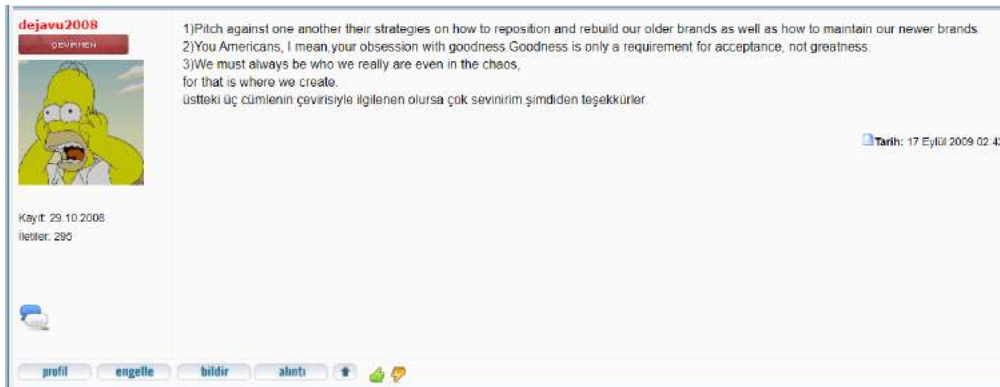 dejavu2008
ÇEVİRMEN
1)Pitch against one another their strategies on how to reposition and rebuild our older brands as well as how to maintain our newer brands.
2)You Americans, I mean,your obsession with goodness.Goodness is only a requirement for acceptance, not greatness.
3)We must always be who we really are even in the chaos,
for that is where we create.
üstteki üç cümlenin çevirisiyle ilgilenen olursa çok sevinirim.şimdiden teşekkürler.
Tarih: 17 Eylül 2009 02:42
Kayıt: 29.10.2008
İletiler: 295
profil engelle bildir alıntı